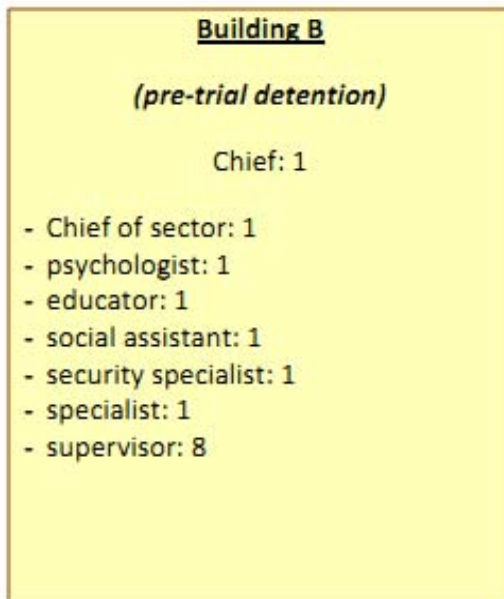 Building B
(pre-trial detention)
Chief: 1
- Chief of sector: 1
- psychologist: 1
- educator: 1
- social assistant: 1
- security specialist: 1
- specialist: 1
- supervisor: 8